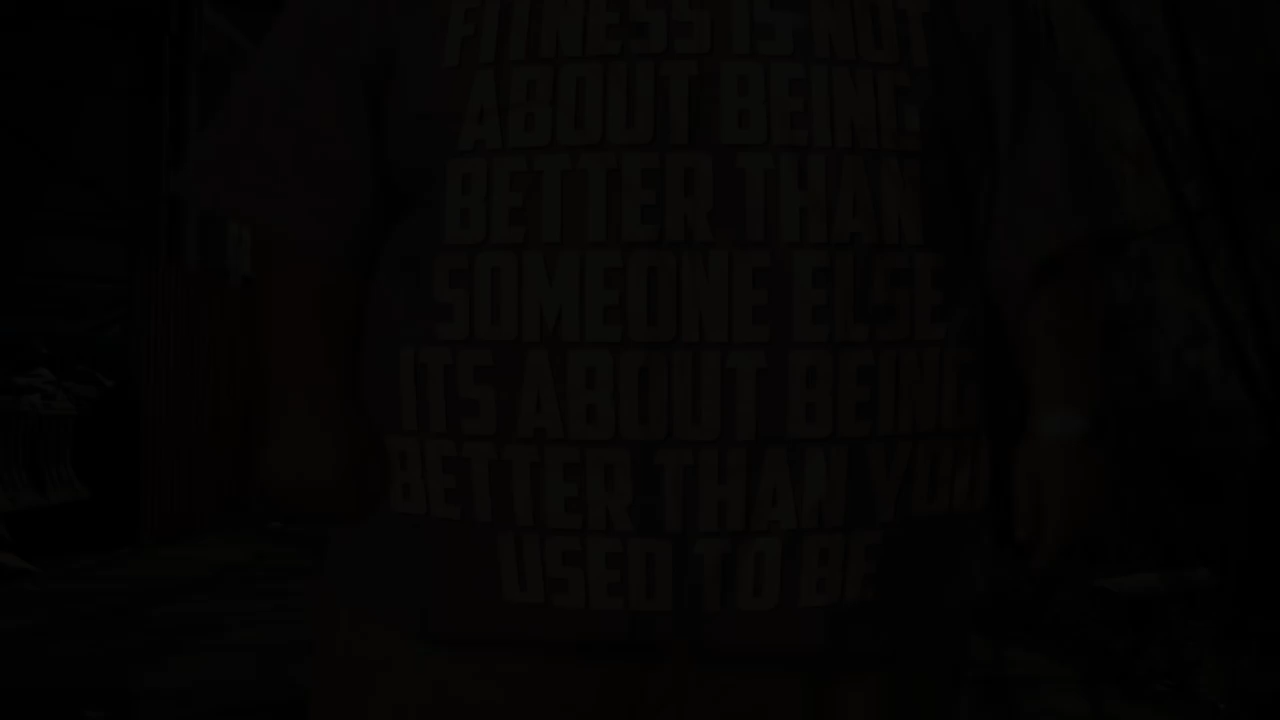 FITNESS IS NOT
ABOUT BEING
BETTER THAN
SOMEONE ELSE
ITS ABOUT BEING
BETTER THAN YOU
USED TO BE